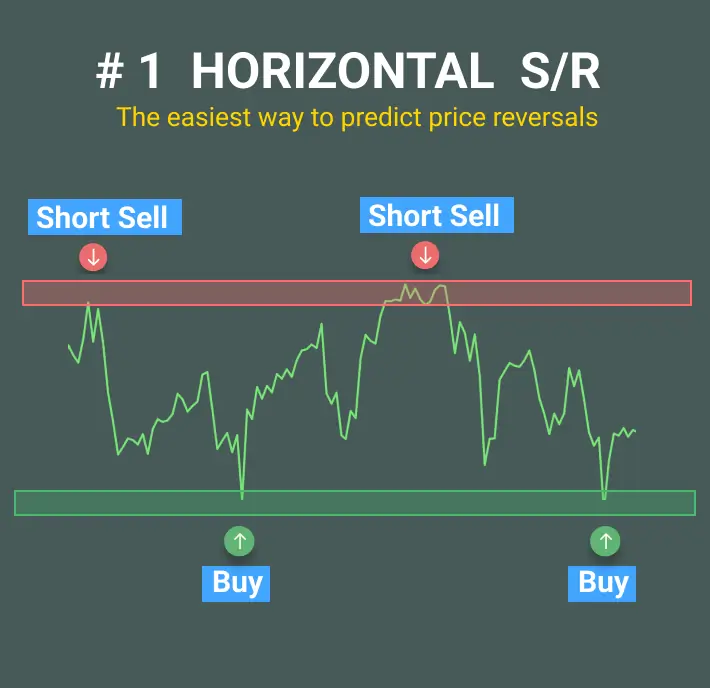 # 1 HORIZONTAL S/R
The easiest way to predict price reversals
Short Sell
Short Sell
Buy
Buy